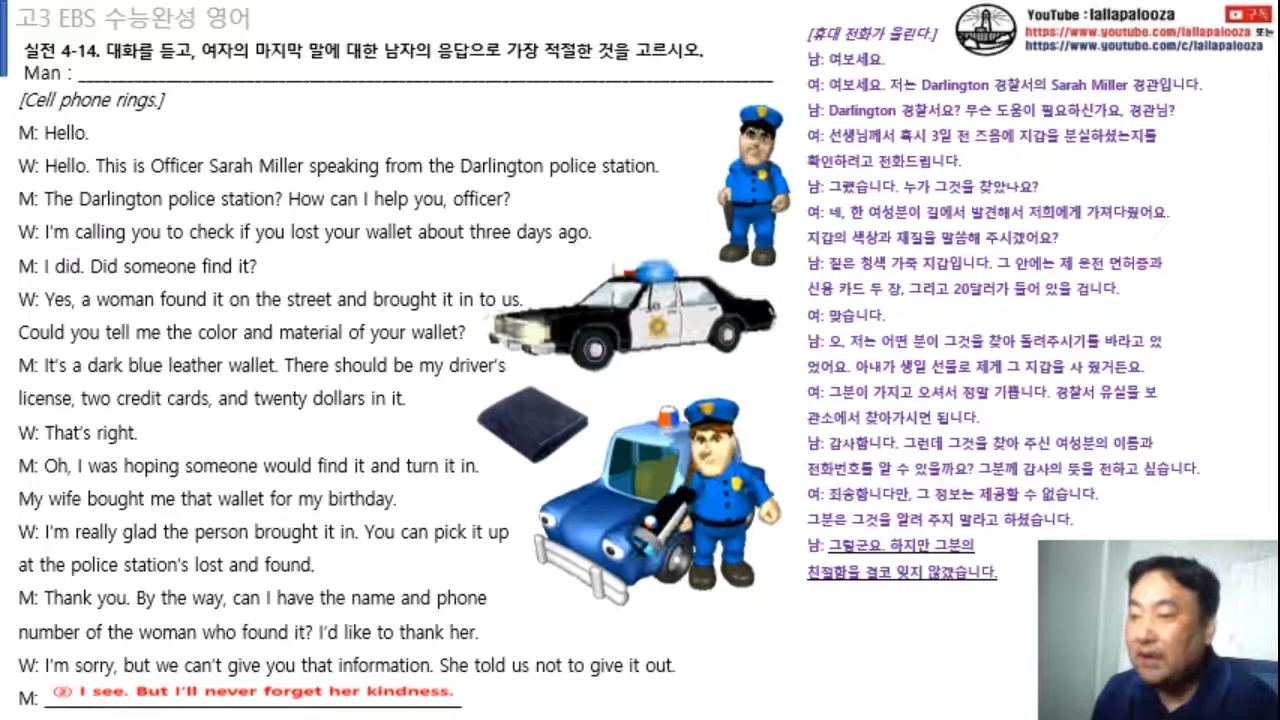 고3 EBS 수능완성 영어
실전 4-14. 대화를 듣고, 여자의 마지막 말에 대한 남자의 응답으로 가장 적절한 것을 고르시오.
Man :
[Cell phone rings.]
M: Hello.
W: Hello. This is Officer Sarah Miller speaking from the Darlington police station.
M: The Darlington police station? How can I help you, officer?
W: I'm calling you to check if you lost your wallet about three days ago.
M: I did. Did someone find it?
W: Yes, a woman found it on the street and brought it in to us.
Could you tell me the color and material of your wallet?
M: It's a dark blue leather wallet. There should be my driver's
license, two credit cards, and twenty dollars in it.
W: That's right.
M: Oh, I was hoping someone would find it and turn it in.
My wife bought me that wallet for my birthday.
W: I'm really glad the person brought it in. You can pick it up
at the police station's lost and found.
M: Thank you. By the way, can I have the name and phone
number of the woman who found it? I'd like to thank her.
W: I'm sorry, but we can't give you that information. She told us not to give it out.
M: ② I see. But I'll never forget her kindness.
YouTube : lallapalooza
구독
https://www.youtube.com/lallapalooza 또는
https://www.youtube.com/c/lallapalooza
[휴대 전화가 울린다.]
남: 여보세요.
여: 여보세요. 저는 Darlington 경찰서의 Sarah Miller 경관입니다.
남: Darlington 경찰서요? 무슨 도움이 필요하신가요, 경관님?
여: 선생님께서 혹시 3일 전 즈음에 지갑을 분실하셨는지를
확인하려고 전화드립니다.
남: 그랬습니다. 누가 그것을 찾았나요?
여: 네, 한 여성분이 길에서 발견해서 저희에게 가져다줬어요.
지갑의 색상과 재질을 말씀해 주시겠어요?
남: 짙은 청색 가죽 지갑입니다. 그 안에는 제 운전 면허증과
신용 카드 두 장, 그리고 20달러가 들어 있을 겁니다.
여: 맞습니다.
남: 오, 저는 어떤 분이 그것을 찾아 돌려주시기를 바라고 있
었어요. 아내가 생일 선물로 제게 그 지갑을 사 줬거든요.
여: 그분이 가지고 오셔서 정말 기쁩니다. 경찰서 유실물 보
관소에서 찾아가시면 됩니다.
남: 감사합니다. 그런데 그것을 찾아 주신 여성분의 이름과
전화번호를 알 수 있을까요? 그분께 감사의 뜻을 전하고 싶습니다.
여: 죄송합니다만, 그 정보는 제공할 수 없습니다.
그분은 그것을 알려 주지 말라고 하셨습니다.
남: 그렇군요. 하지만 그분의
친절함을 결코 잊지 않겠습니다.